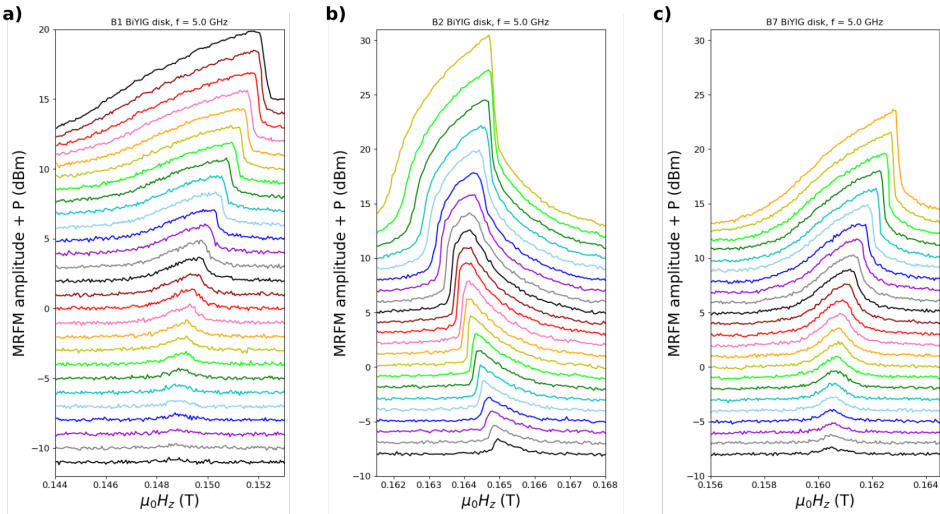 a)
B1 BiYIG disk, f = 5.0 GHz
MRFM amplitude + P (dBm)
20
15
10
5
0
−5
−10
0.144 0.146 0.148 0.150 0.152
μ₀H_z (T)
b)
B2 BiYIG disk, f = 5.0 GHz
MRFM amplitude + P (dBm)
30
25
20
15
10
5
0
−5
−10
0.162 0.163 0.164 0.165 0.166 0.167 0.168
μ₀H_z (T)
c)
B7 BiYIG disk, f = 5.0 GHz
MRFM amplitude + P (dBm)
30
25
20
15
10
5
0
−5
−10
0.156 0.158 0.160 0.162 0.164
μ₀H_z (T)